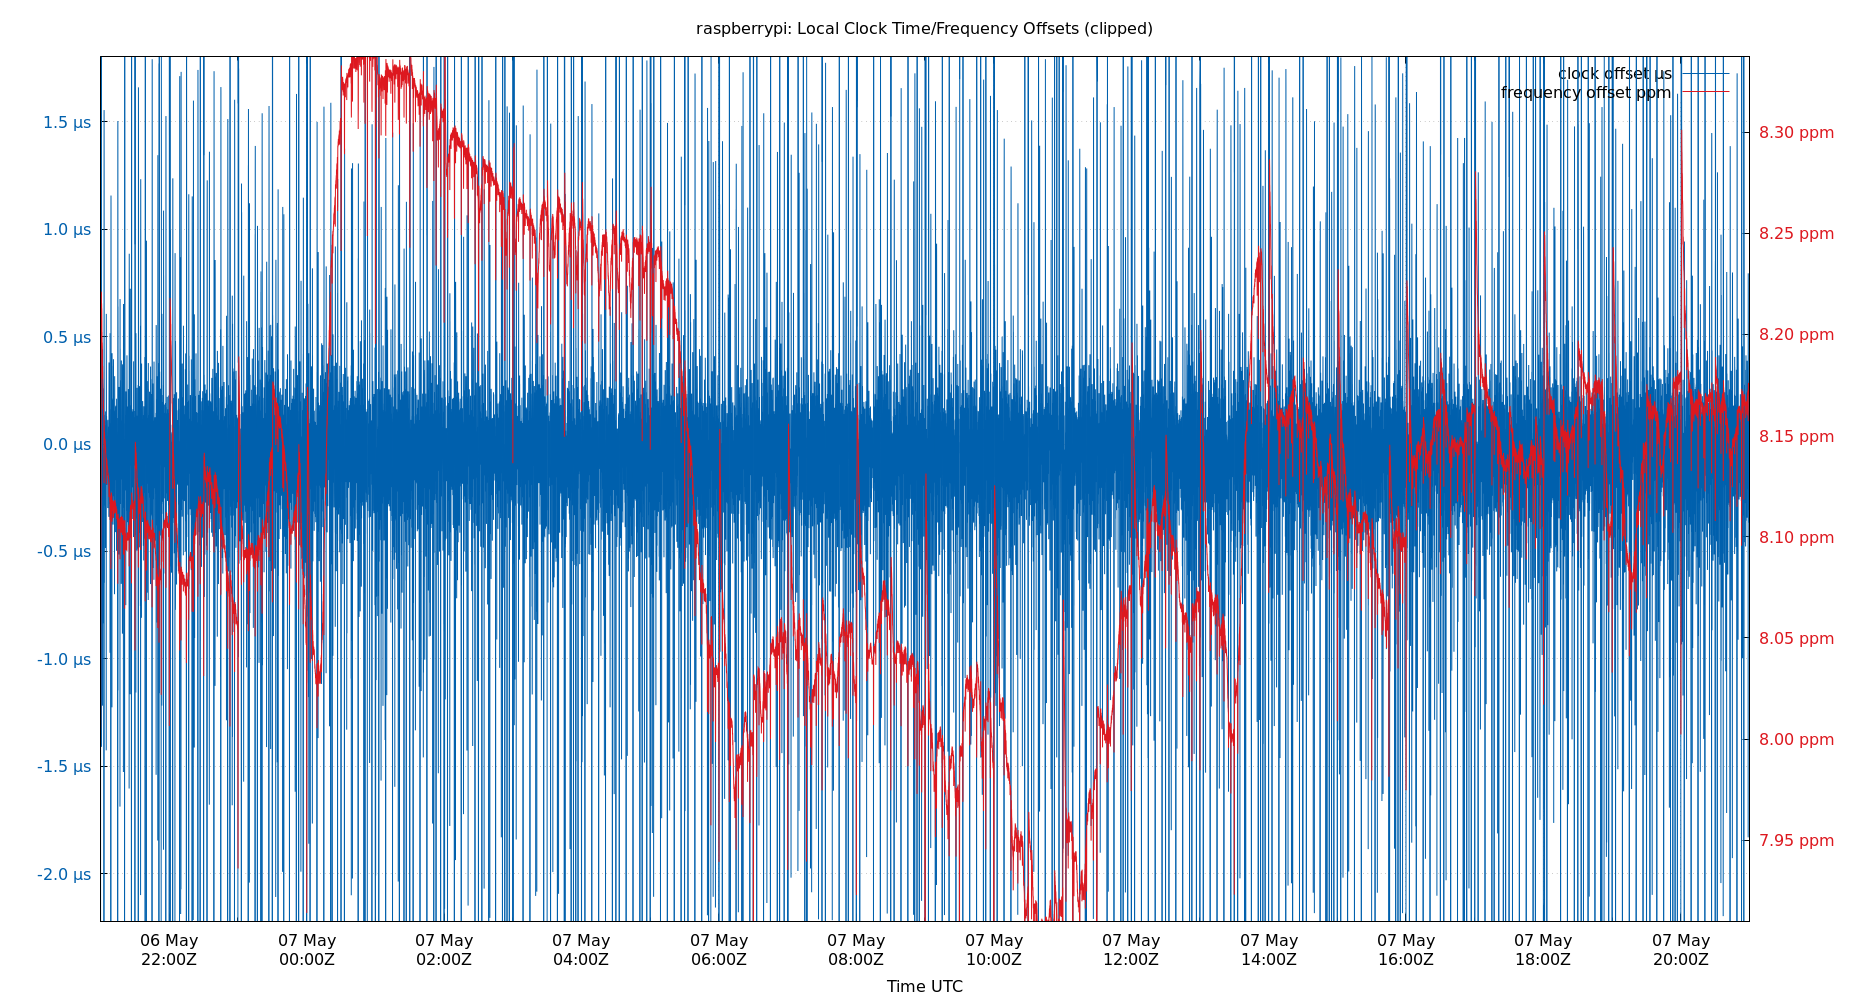 raspberrypi: Local Clock Time/Frequency Offsets (clipped)
clock offset µs
frequency offset ppm
1.5 µs
1.0 µs
0.5 µs
0.0 µs
-0.5 µs
-1.0 µs
-1.5 µs
-2.0 µs
8.30 ppm
8.25 ppm
8.20 ppm
8.15 ppm
8.10 ppm
8.05 ppm
8.00 ppm
7.95 ppm
06 May 07 May 07 May 07 May 07 May 07 May 07 May 07 May 07 May 07 May 07 May 07 May
22:00Z 00:00Z 02:00Z 04:00Z 06:00Z 08:00Z 10:00Z 12:00Z 14:00Z 16:00Z 18:00Z 20:00Z
Time UTC